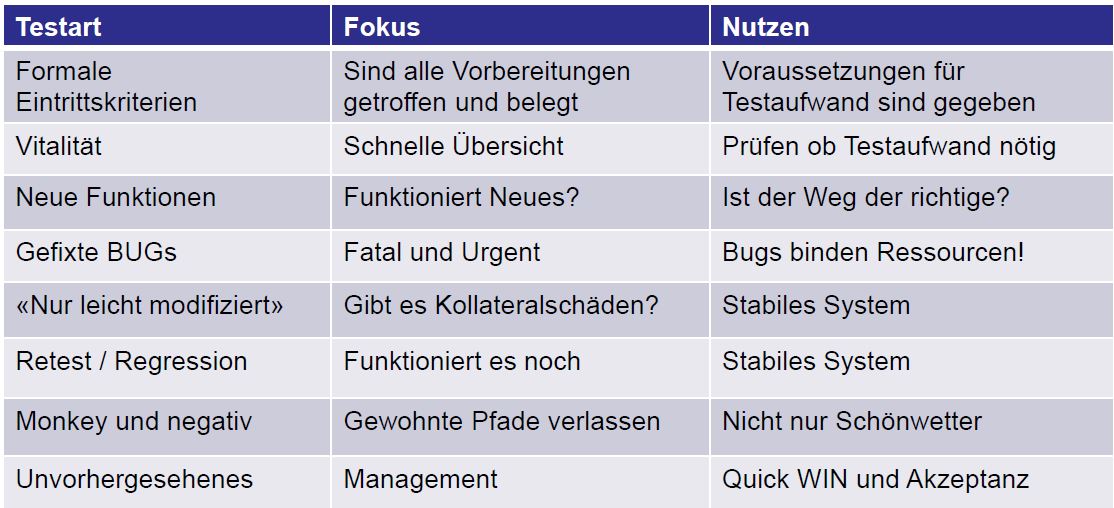 Testart Fokus Nutzen
Formale Eintrittskriterien Sind alle Vorbereitungen getroffen und belegt Voraussetzungen für Testaufwand sind gegeben
Vitalität Schnelle Übersicht Prüfen ob Testaufwand nötig
Neue Funktionen Funktioniert Neues? Ist der Weg der richtige?
Gefixte BUGs Fatal und Urgent Bugs binden Ressourcen!
«Nur leicht modifiziert» Gibt es Kollateralschäden? Stabiles System
Retest / Regression Funktioniert es noch Stabiles System
Monkey und negativ Gewohnte Pfade verlassen Nicht nur Schönwetter
Unvorhergesehenes Management Quick WIN und Akzeptanz